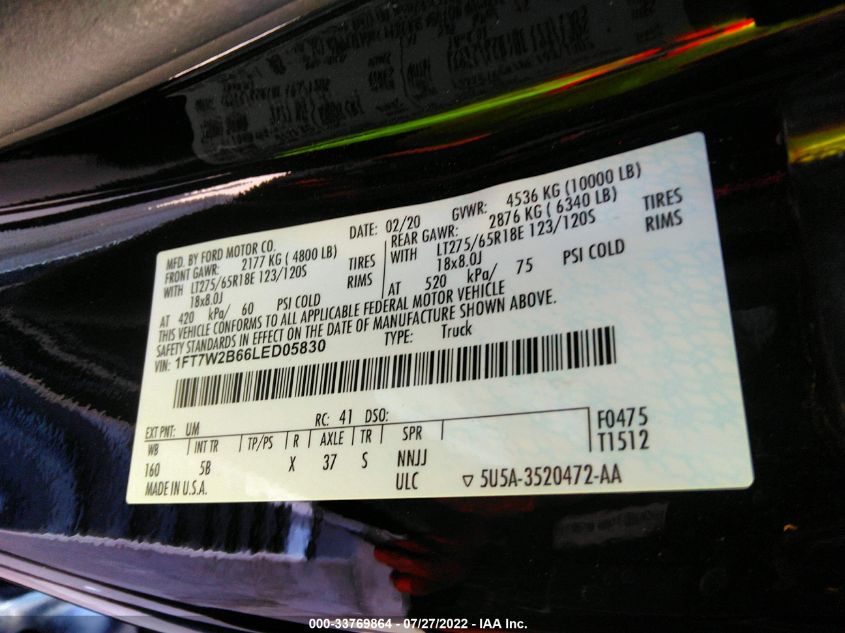 MFD. BY FORD MOTOR CO.
DATE: 02/20 GVWR: 4536 KG (10000 LB)
FRONT GAWR: 2177 KG ( 4800 LB)
REAR GAWR: 2876 KG ( 6340 LB)
WITH LT275/65R18E 123/120S TIRES
WITH LT275/65R18E 123/120S TIRES
18x8.0J RIMS
18x8.0J RIMS
AT 420 kPa/ 60 PSI COLD
AT 520 kPa/ 75 PSI COLD
THIS VEHICLE CONFORMS TO ALL APPLICABLE FEDERAL MOTOR VEHICLE
SAFETY STANDARDS IN EFFECT ON THE DATE OF MANUFACTURE SHOWN ABOVE.
VIN: 1FT7W2B66LED05830 TYPE: Truck
EXT PNT: UM RC: 41 DSO: F0475
WB INT TR TP/PS R AXLE TR SPR T1512
160 5B X 37 S NNJJ
MADE IN U.S.A. ULC ▽ 5U5A-3520472-AA
000-33769864 / 07/27/2022 - IAA Inc.